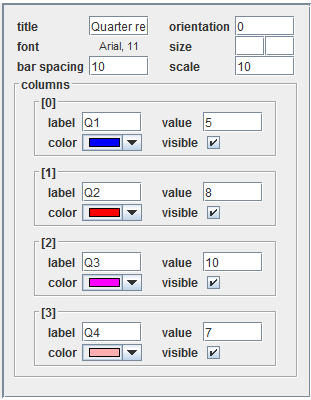 title Quarter re orientation 0
font Arial, 11 size
bar spacing 10 scale 10
columns
[0]
label Q1 value 5
color visible
[1]
label Q2 value 8
color visible
[2]
label Q3 value 10
color visible
[3]
label Q4 value 7
color visible